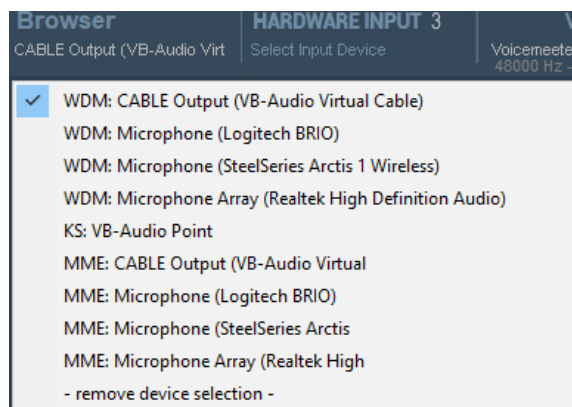 Browser
HARDWARE INPUT 3
CABLE Output (VB-Audio Virt
Select Input Device
Voicemeete
48000 Hz -
WDM: CABLE Output (VB-Audio Virtual Cable)
WDM: Microphone (Logitech BRIO)
WDM: Microphone (SteelSeries Arctis 1 Wireless)
WDM: Microphone Array (Realtek High Definition Audio)
KS: VB-Audio Point
MME: CABLE Output (VB-Audio Virtual
MME: Microphone (Logitech BRIO)
MME: Microphone (SteelSeries Arctis
MME: Microphone Array (Realtek High
- remove device selection -